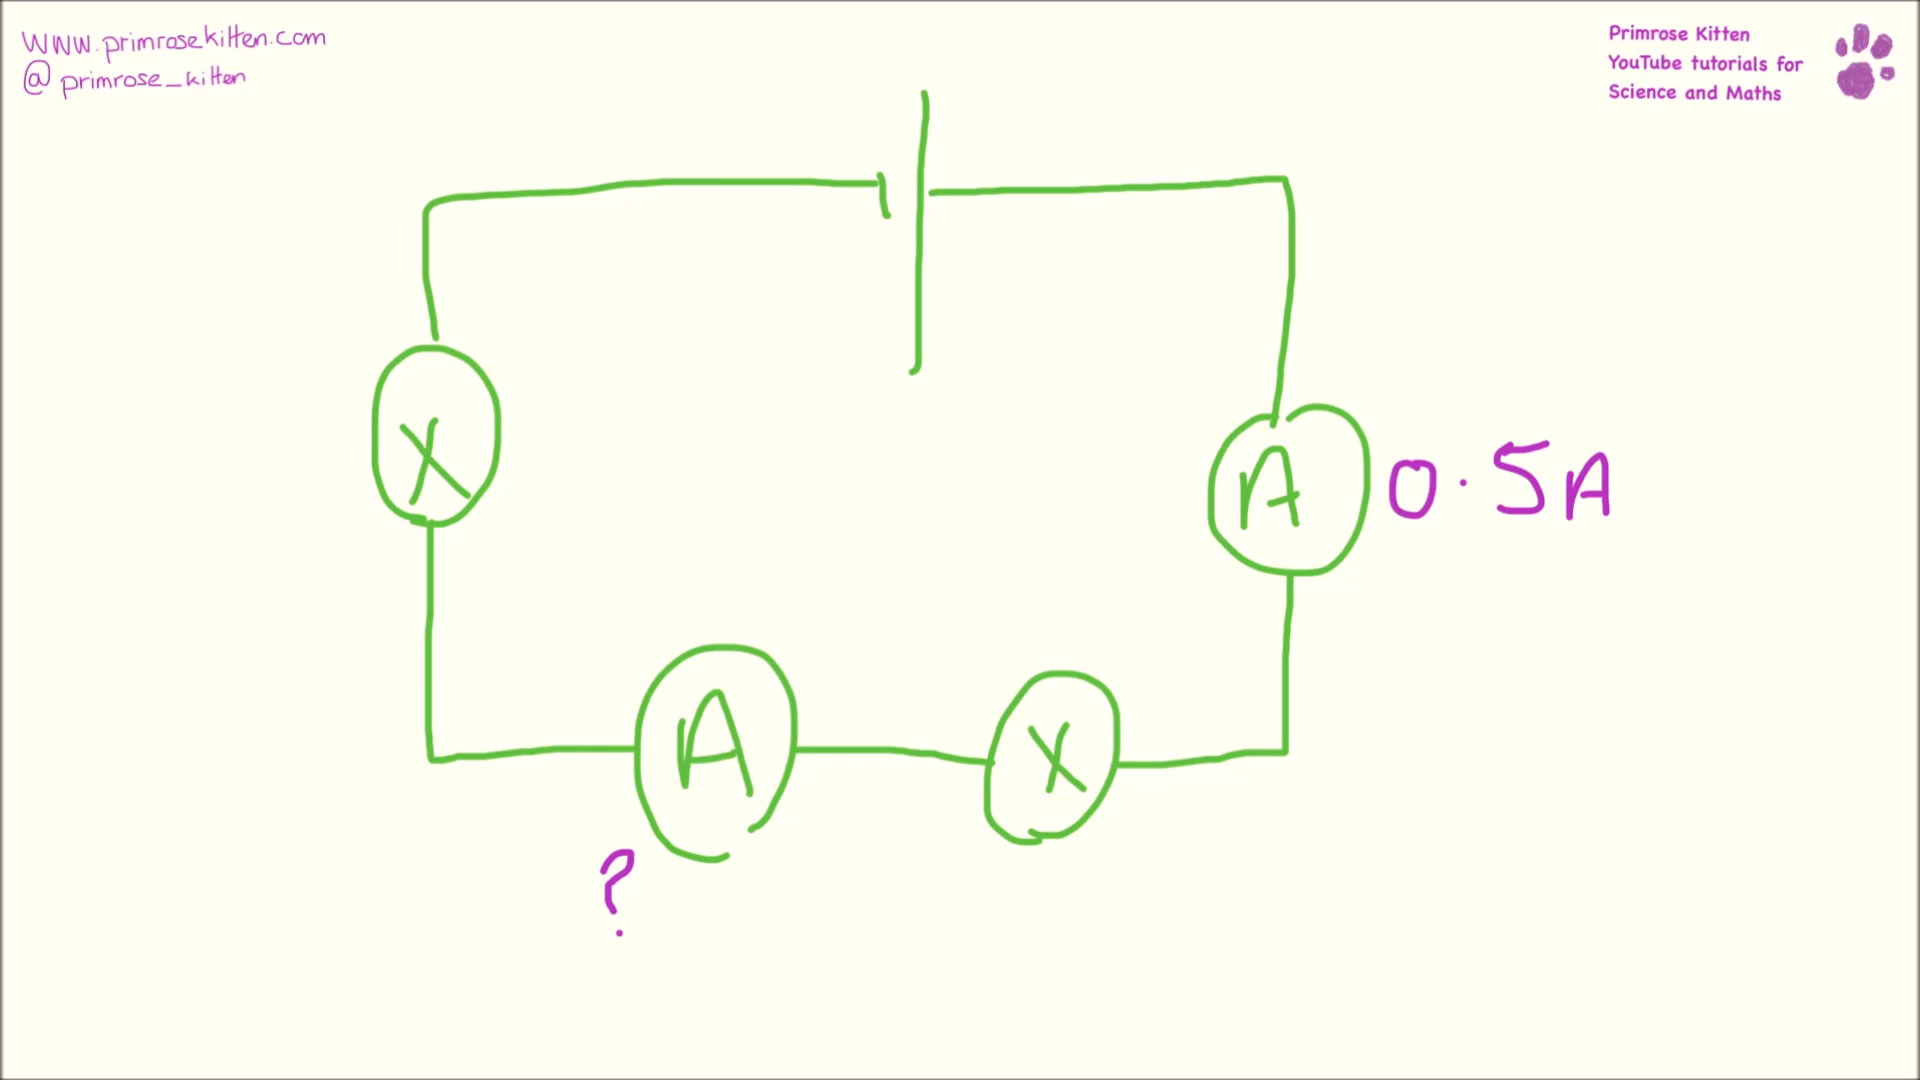 www.primrosekitten.com
@primrose_kitten
Primrose Kitten
YouTube tutorials for
Science and Maths
X
A
0.5A
A
X
?